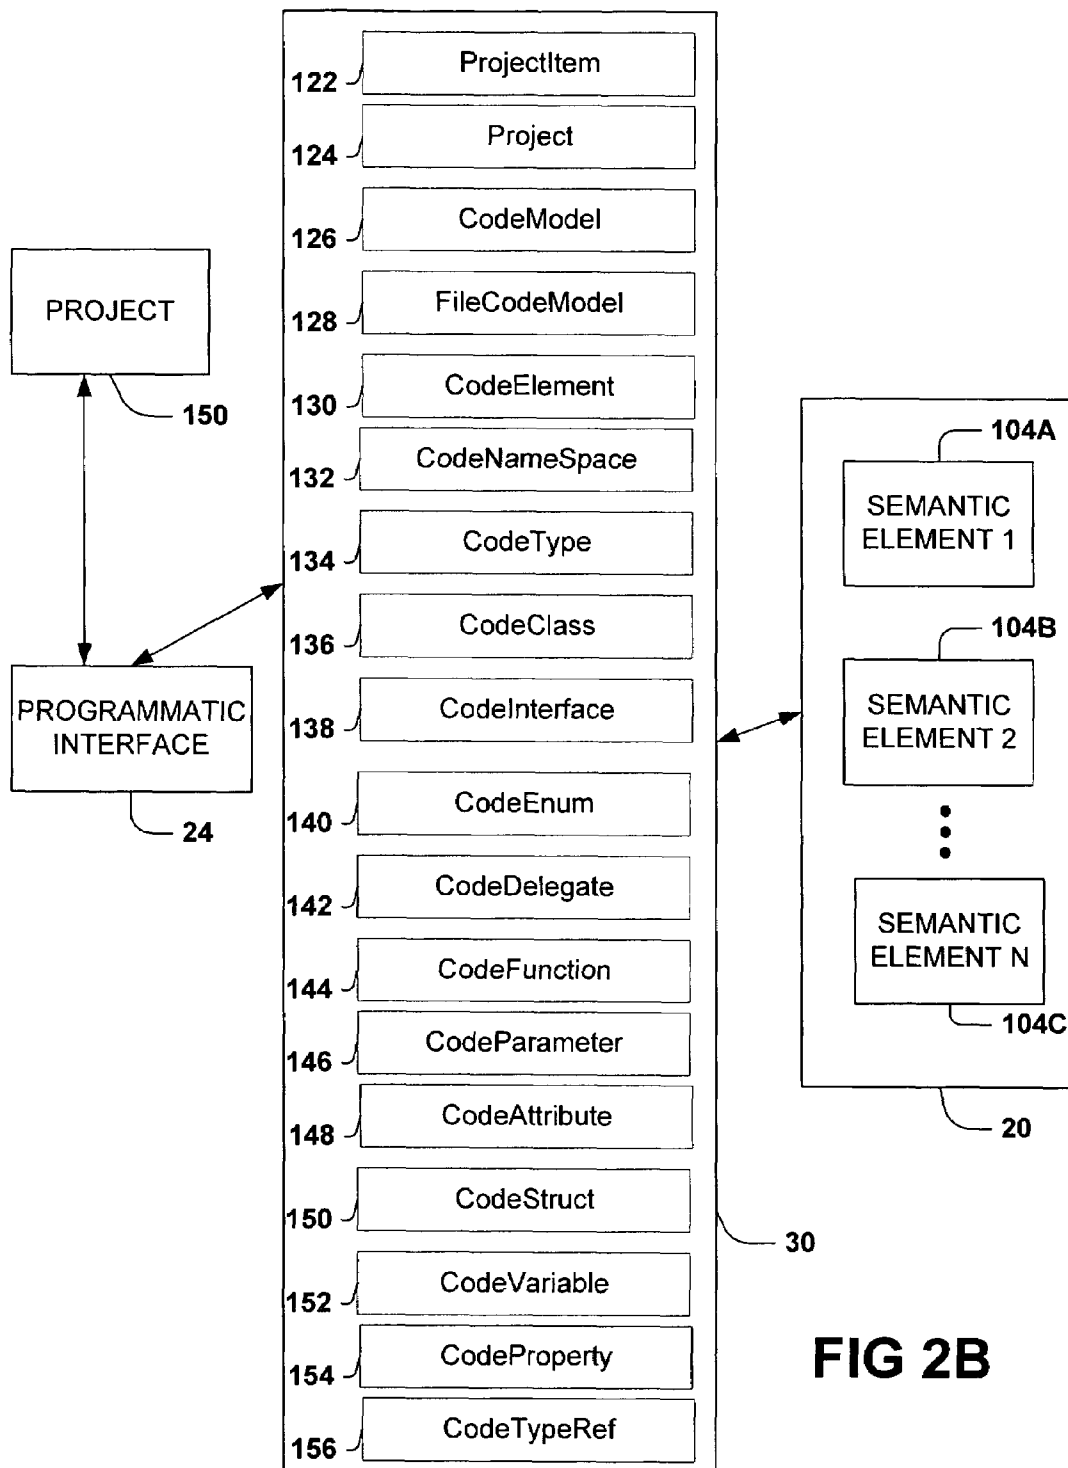 122
ProjectItem
124
Project
126
CodeModel
128
FileCodeModel
130
CodeElement
132
CodeNameSpace
134
CodeType
136
CodeClass
138
CodeInterface
140
CodeEnum
142
CodeDelegate
144
CodeFunction
146
CodeParameter
148
CodeAttribute
150
CodeStruct
152
CodeVariable
154
CodeProperty
156
CodeTypeRef
30
PROJECT
150
PROGRAMMATIC
INTERFACE
24
104A
SEMANTIC
ELEMENT 1
104B
SEMANTIC
ELEMENT 2
SEMANTIC
ELEMENT N
104C
20
FIG 2B